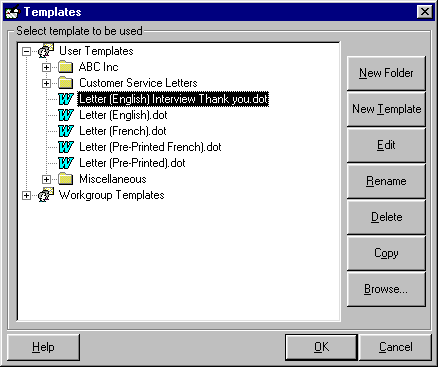 Templates
Select template to be used
User Templates
ABC Inc
Customer Service Letters
Letter (English) Interview Thank you.dot
Letter (English).dot
Letter (French).dot
Letter (Pre-Printed French).dot
Letter (Pre-Printed).dot
Miscellaneous
Workgroup Templates
New Folder
New Template
Edit
Rename
Delete
Copy
Browse...
Help
OK
Cancel